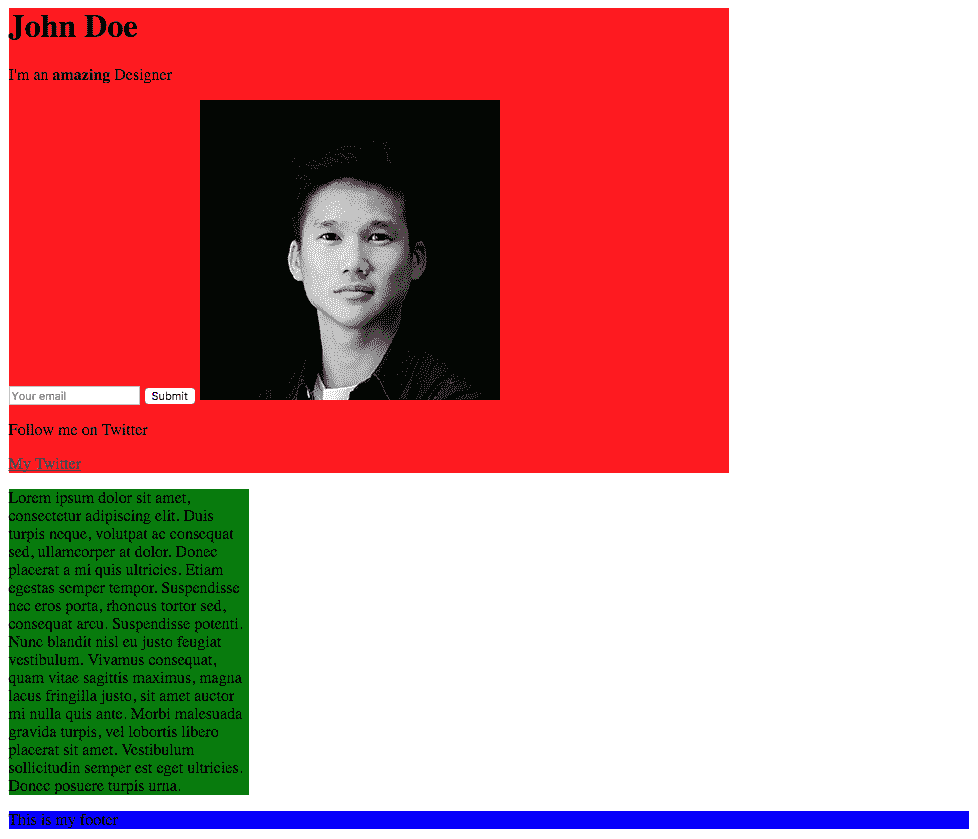 John Doe
I'm an amazing Designer
Your email Submit
Follow me on Twitter
My Twitter
Lorem ipsum dolor sit amet,
consectetur adipiscing elit. Duis
turpis neque, volutpat ac consequat
sed, ullamcorper at dolor. Donec
placerat a mi quis ultricies. Etiam
egestas semper tempor. Suspendisse
nec eros porta, rhoncus tortor sed,
consequat arcu. Suspendisse potenti.
Nunc blandit nisl eu justo feugiat
vestibulum. Vivamus consequat,
quam vitae sagittis maximus, magna
lacus fringilla justo, sit amet auctor
mi nulla quis ante. Morbi malesuada
gravida turpis, vel lobortis libero
placerat sit amet. Vestibulum
sollicitudin semper est eget ultricies.
Donec posuere turpis urna.
This is my footer